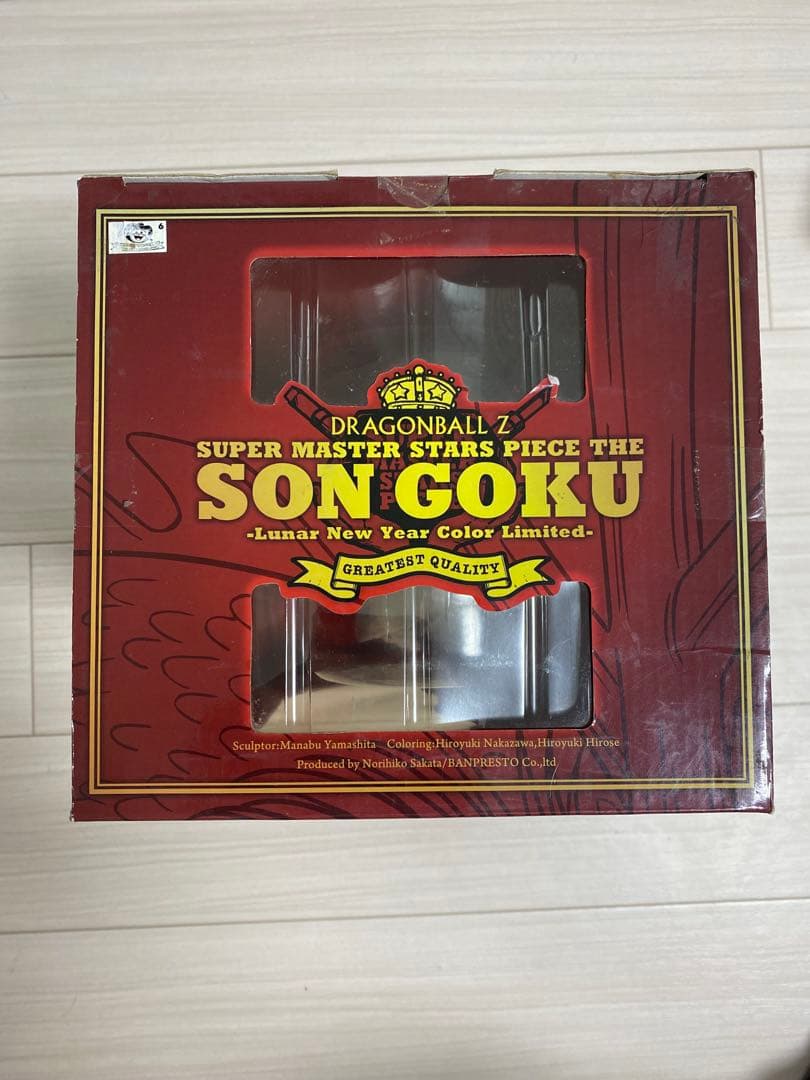 6
DRAGONBALL Z
SUPER MASTER STARS PIECE THE
SON GOKU
-Lunar New Year Color Limited-
GREATEST QUALITY
Sculptor:Manabu Yamashita Coloring:Hiroyuki Nakazawa,Hiroyuki Hirose
Produced by Norihiko Sakata/BANPRESTO Co.,ltd